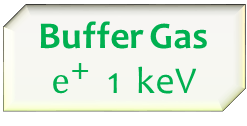 Buffer Gas
e⁺ 1 keV